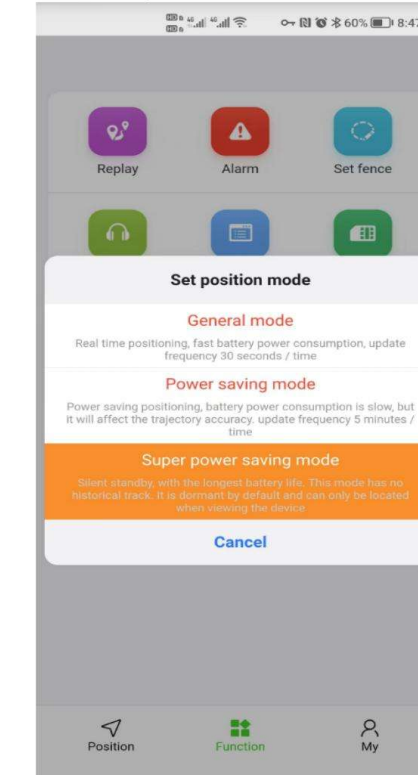 60% 8:47
Replay Alarm Set fence
Set position mode
General mode
Real time positioning, fast battery power consumption, update
frequency 30 seconds / time
Power saving mode
Power saving positioning, battery power consumption is slow, but
it will affect the trajectory accuracy. update frequency 5 minutes /
time
Super power saving mode
Silent standby, with the longest battery life. This mode has no
historical track. It is dormant by default and can only be located
when viewing the device
Cancel
Position Function My